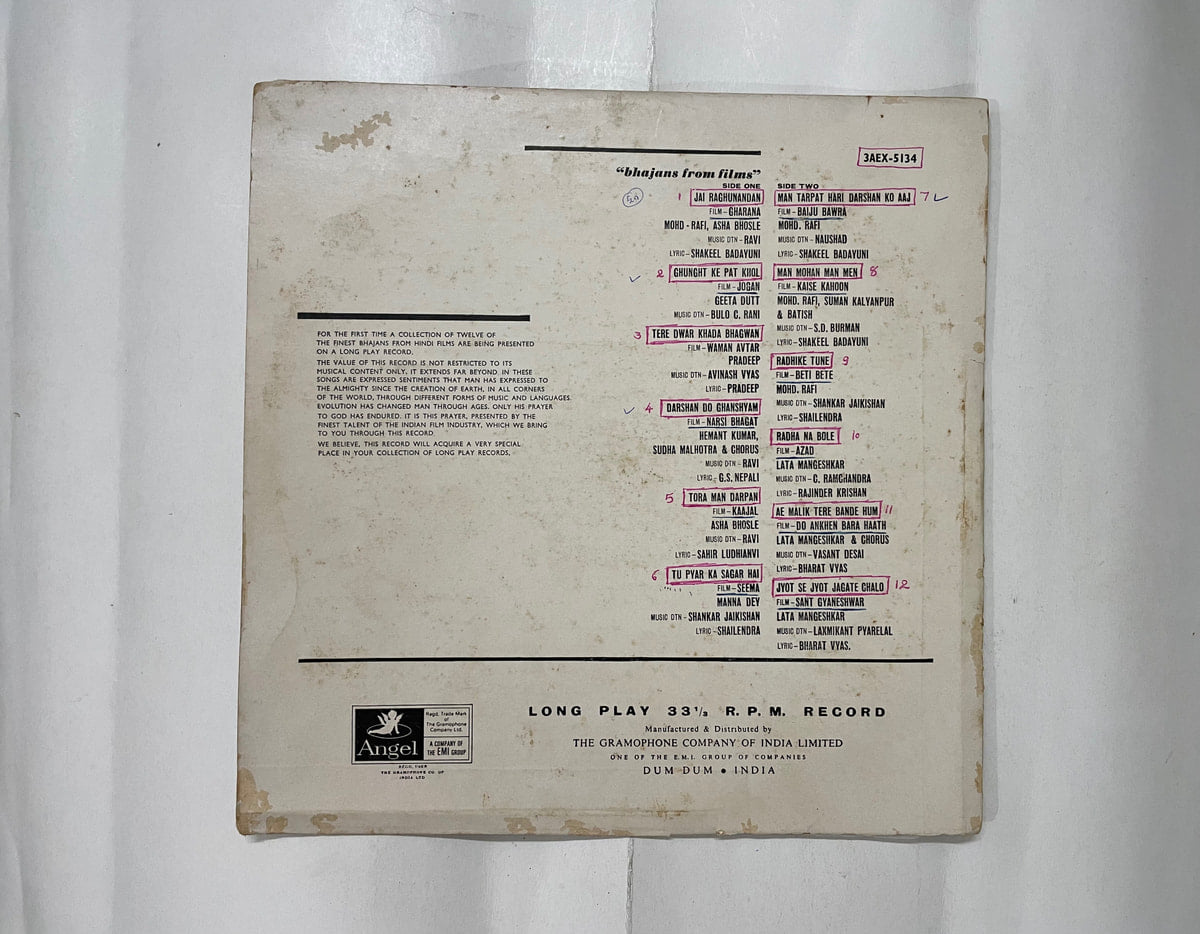 3AEX-5134
"bhajans from films"
SIDE ONE
1 JAI RAGHUNANDAN
FILM-GHARANA
MOHD-RAFI, ASHA BHOSLE
MUSIC DTN-RAVI
LYRIC-SHAKEEL BADAYUNI
2 GHUNGHT KE PAT KHOL
FILM-JOGAN
GEETA DUTT
MUSIC DTN-BULO C. RANI
3 TERE DWAR KHADA BHAGWAN
FILM-WAMAN AVTAR
PRADEEP
MUSIC DTN-AVINASH VYAS
LYRIC-PRADEEP
4 DARSHAN DO GHANSHYAM
FILM-NARSI BHAGAT
HEMANT KUMAR,
SUDHA MALHOTRA & CHORUS
MUSIC DTN-RAVI
LYRIC-G.S. NEPALI
5 TORA MAN DARPAN
FILM-KAAJAL
ASHA BHOSLE
MUSIC DTN-RAVI
LYRIC-SAHIR LUDHIANVI
6 TU PYAR KA SAGAR HAI
FILM-SEEMA
MANNA DEY
MUSIC DTN-SHANKAR JAIKISHAN
LYRIC-SHAILENDRA
SIDE TWO
MAN TARPAT HARI DARSHAN KO AAJ 7
FILM-BAIJU BAWRA
MOHD. RAFI
MUSIC DTN-NAUSHAD
LYRIC-SHAKEEL BADAYUNI
MAN MOHAN MAN MEN 8
FILM-KAISE KAHOON
MOHD. RAFI, SUMAN KALYANPUR
& BATISH
MUSIC DTN-S.D. BURMAN
LYRIC-SHAKEEL BADAYUNI
RADHIKE TUNE 9
FILM-BETI BETE
MOHD. RAFI
MUSIC DTN-SHANKAR JAIKISHAN
LYRIC-SHAILENDRA
RADHA NA BOLE 10
FILM-AZAD
LATA MANGESHKAR
MUSIC DTN-C. RAMCHANDRA
LYRIC-RAJINDER KRISHAN
AE MALIK TERE BANDE HUM 11
FILM-DO ANKHEN BARA HAATH
LATA MANGESHKAR & CHORUS
MUSIC DTN-VASANT DESAI
LYRIC-BHARAT VYAS
JYOT SE JYOT JAGATE CHALO 12
FILM-SANT GYANESHWAR
LATA MANGESHKAR
MUSIC DTN-LAXMIKANT PYARELAL
LYRIC-BHARAT VYAS.
FOR THE FIRST TIME A COLLECTION OF TWELVE OF
THE FINEST BHAJANS FROM HINDI FILMS ARE BEING PRESENTED
ON A LONG PLAY RECORD.
THE VALUE OF THIS RECORD IS NOT RESTRICTED TO ITS
MUSICAL CONTENT ONLY, IT EXTENDS FAR BEYOND. IN THESE
SONGS ARE EXPRESSED SENTIMENTS THAT MAN HAS EXPRESSED TO
THE ALMIGHTY SINCE THE CREATION OF EARTH, IN ALL CORNERS
OF THE WORLD, THROUGH DIFFERENT FORMS OF MUSIC AND LANGUAGES.
EVOLUTION HAS CHANGED MAN THROUGH AGES. ONLY HIS PRAYER
TO GOD HAS ENDURED. IT IS THIS PRAYER, PRESENTED BY THE
FINEST TALENT OF THE INDIAN FILM INDUSTRY, WHICH WE BRING
TO YOU THROUGH THIS RECORD.
WE BELIEVE, THIS RECORD WILL ACQUIRE A VERY SPECIAL
PLACE IN YOUR COLLECTION OF LONG PLAY RECORDS.
Angel
Regd. Trade Mark
of
The Gramophone
Company Ltd.
A COMPANY OF
THE EMI GROUP
REGD. USER
THE GRAMOPHONE CO. OF
INDIA LTD
LONG PLAY 33 1/3 R.P.M. RECORD
Manufactured & Distributed by
THE GRAMOPHONE COMPANY OF INDIA LIMITED
ONE OF THE E.M.I. GROUP OF COMPANIES
DUM DUM • INDIA